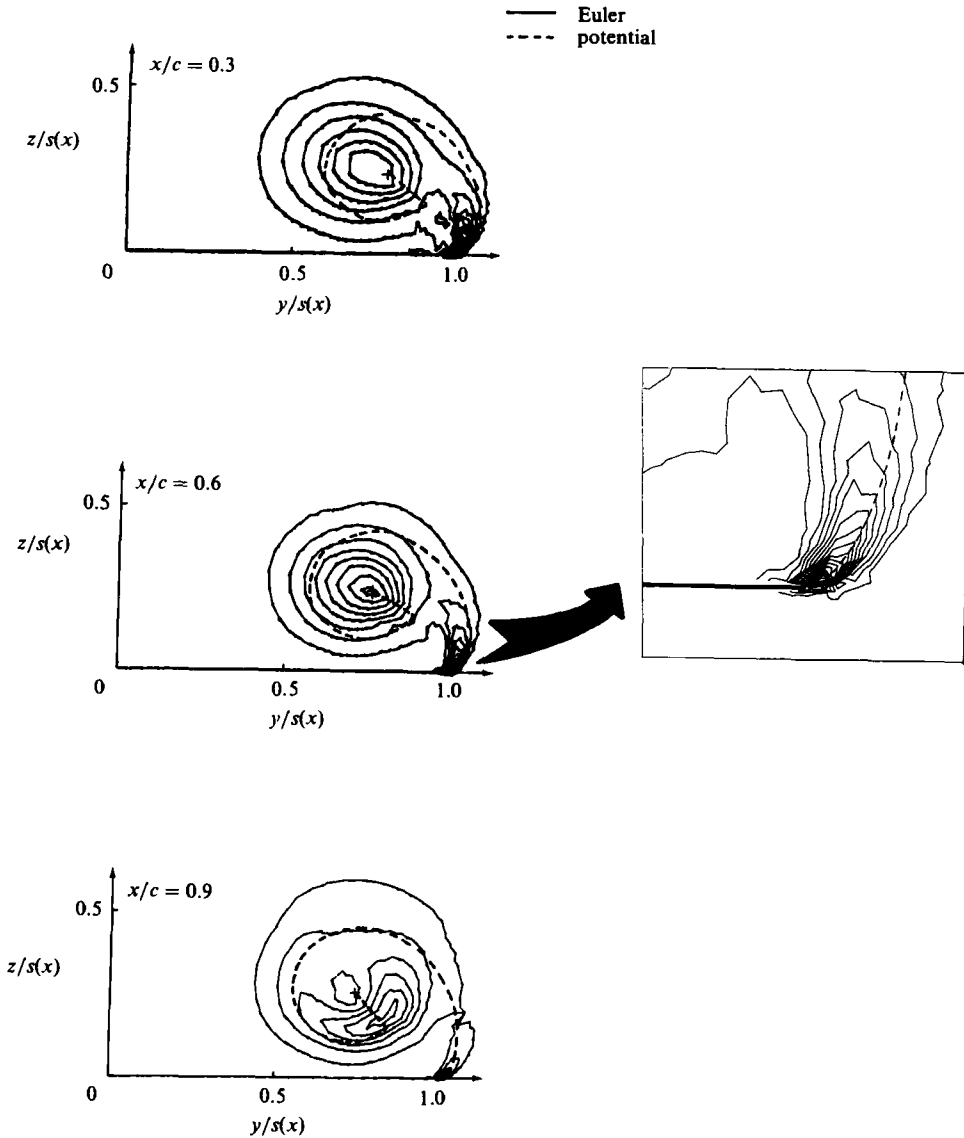 Euler
potential
x/c = 0.3
0.5
z/s(x)
0
0.5
1.0
y/s(x)
x/c = 0.6
0.5
z/s(x)
0
0.5
1.0
y/s(x)
x/c = 0.9
0.5
z/s(x)
0
0.5
1.0
y/s(x)